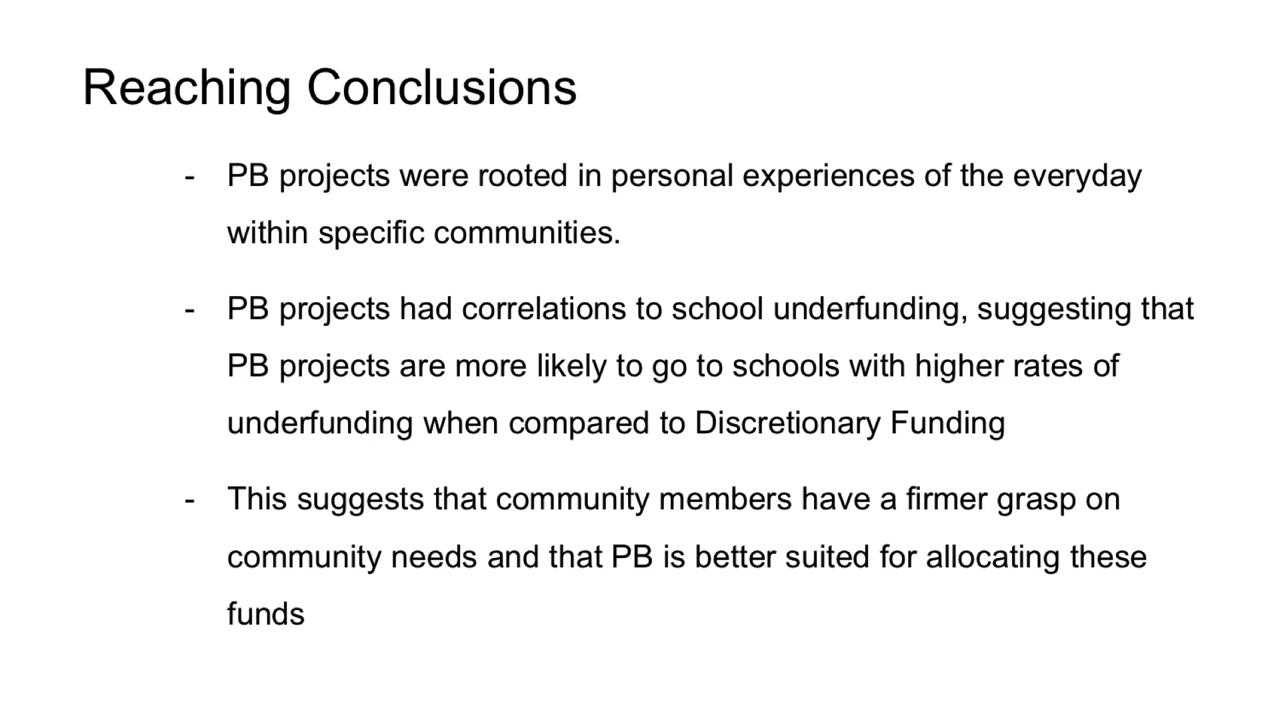 Reaching Conclusions
- PB projects were rooted in personal experiences of the everyday
within specific communities.
- PB projects had correlations to school underfunding, suggesting that
PB projects are more likely to go to schools with higher rates of
underfunding when compared to Discretionary Funding
- This suggests that community members have a firmer grasp on
community needs and that PB is better suited for allocating these
funds